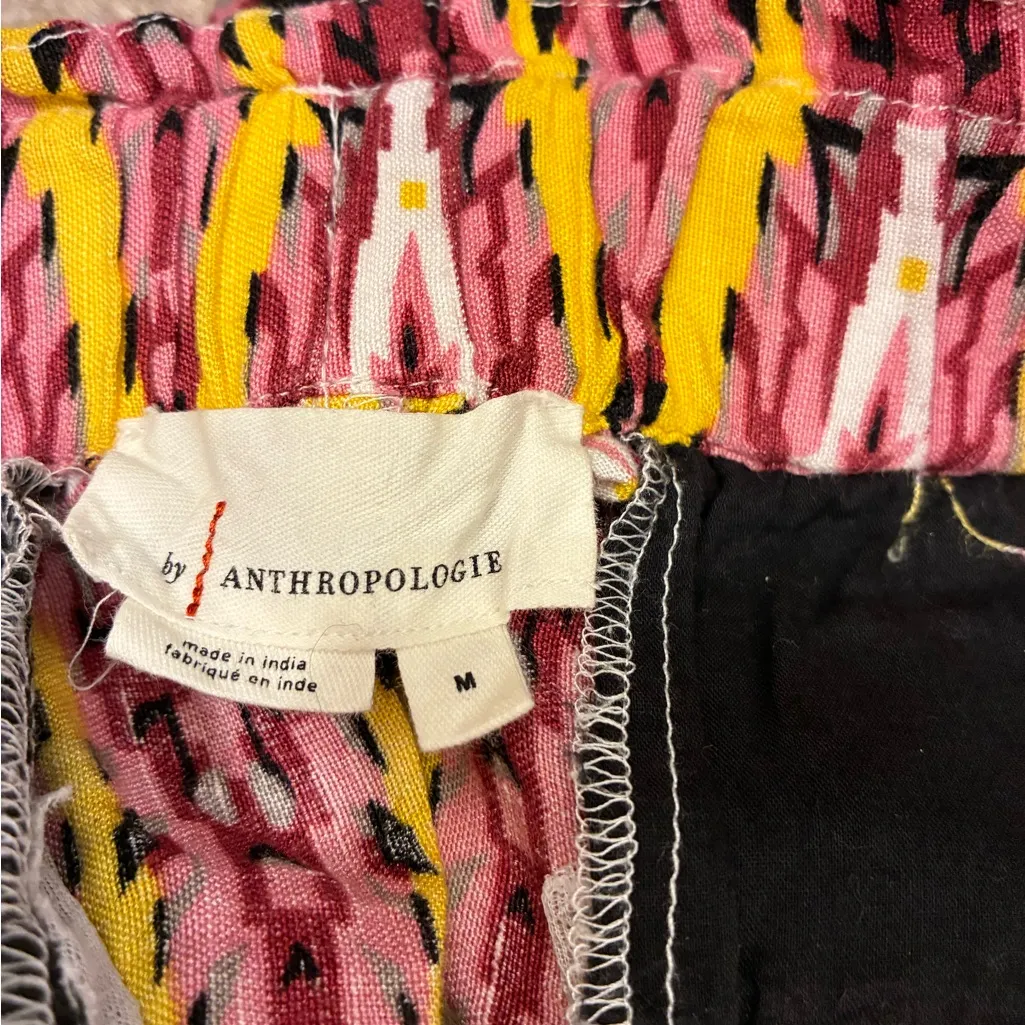 by ANTHROPOLOGIE
made in india
fabriqué en inde
M